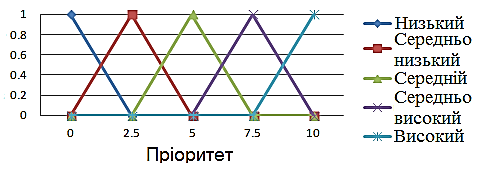 1
0.8
0.6
0.4
0.2
0
0 2.5 5 7.5 10
Пріоритет
Низький
Середньо
низький
Середній
Середньо
високий
Високий